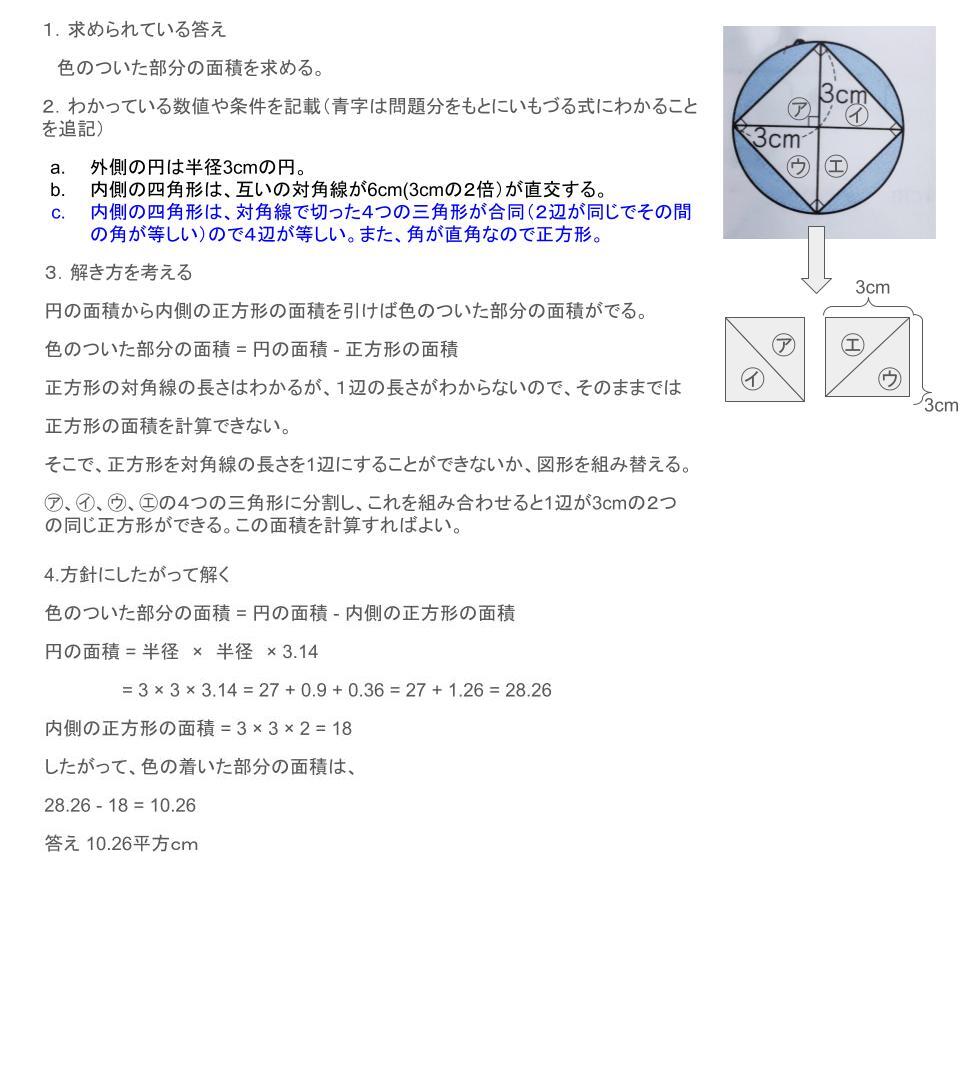 １．求められている答え
色のついた部分の面積を求める。
２．わかっている数値や条件を記載（青字は問題分をもとにいもづる式にわかること
を追記）
a. 外側の円は半径3cmの円。
b. 内側の四角形は、互いの対角線が6cm(3cmの２倍）が直交する。
c. 内側の四角形は、対角線で切った４つの三角形が合同（２辺が同じでその間
の角が等しい）ので４辺が等しい。また、角が直角なので正方形。
３．解き方を考える
円の面積から内側の正方形の面積を引けば色のついた部分の面積がでる。
色のついた部分の面積 = 円の面積 - 正方形の面積
正方形の対角線の長さはわかるが、１辺の長さがわからないので、そのままでは
正方形の面積を計算できない。
そこで、正方形を対角線の長さを1辺にすることができないか、図形を組み替える。
㋐、㋑、㋒、㋓の４つの三角形に分割し、これを組み合わせると1辺が3cmの２つ
の同じ正方形ができる。この面積を計算すればよい。
4.方針にしたがって解く
色のついた部分の面積 = 円の面積 - 内側の正方形の面積
円の面積 = 半径　×　半径　× 3.14
= 3 × 3 × 3.14 = 27 + 0.9 + 0.36 = 27 + 1.26 = 28.26
内側の正方形の面積 = 3 × 3 × 2 = 18
したがって、色の着いた部分の面積は、
28.26 - 18 = 10.26
答え 10.26平方ｃｍ
3cm
㋐
㋑
3cm
㋒
㋓
3cm
㋐
㋓
㋑
㋒
3cm